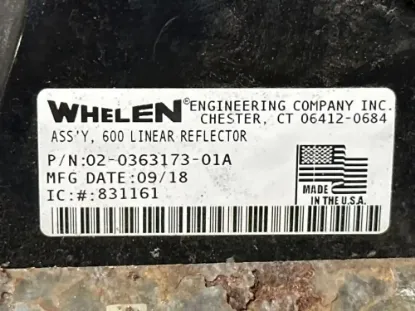 WHELEN® ENGINEERING COMPANY INC.
CHESTER, CT 06412-0684
ASS'Y, 600 LINEAR REFLECTOR
P/N:02-0363173-01A
MFG DATE:09/18
IC:#:831161
MADE
IN THE U.S.A.